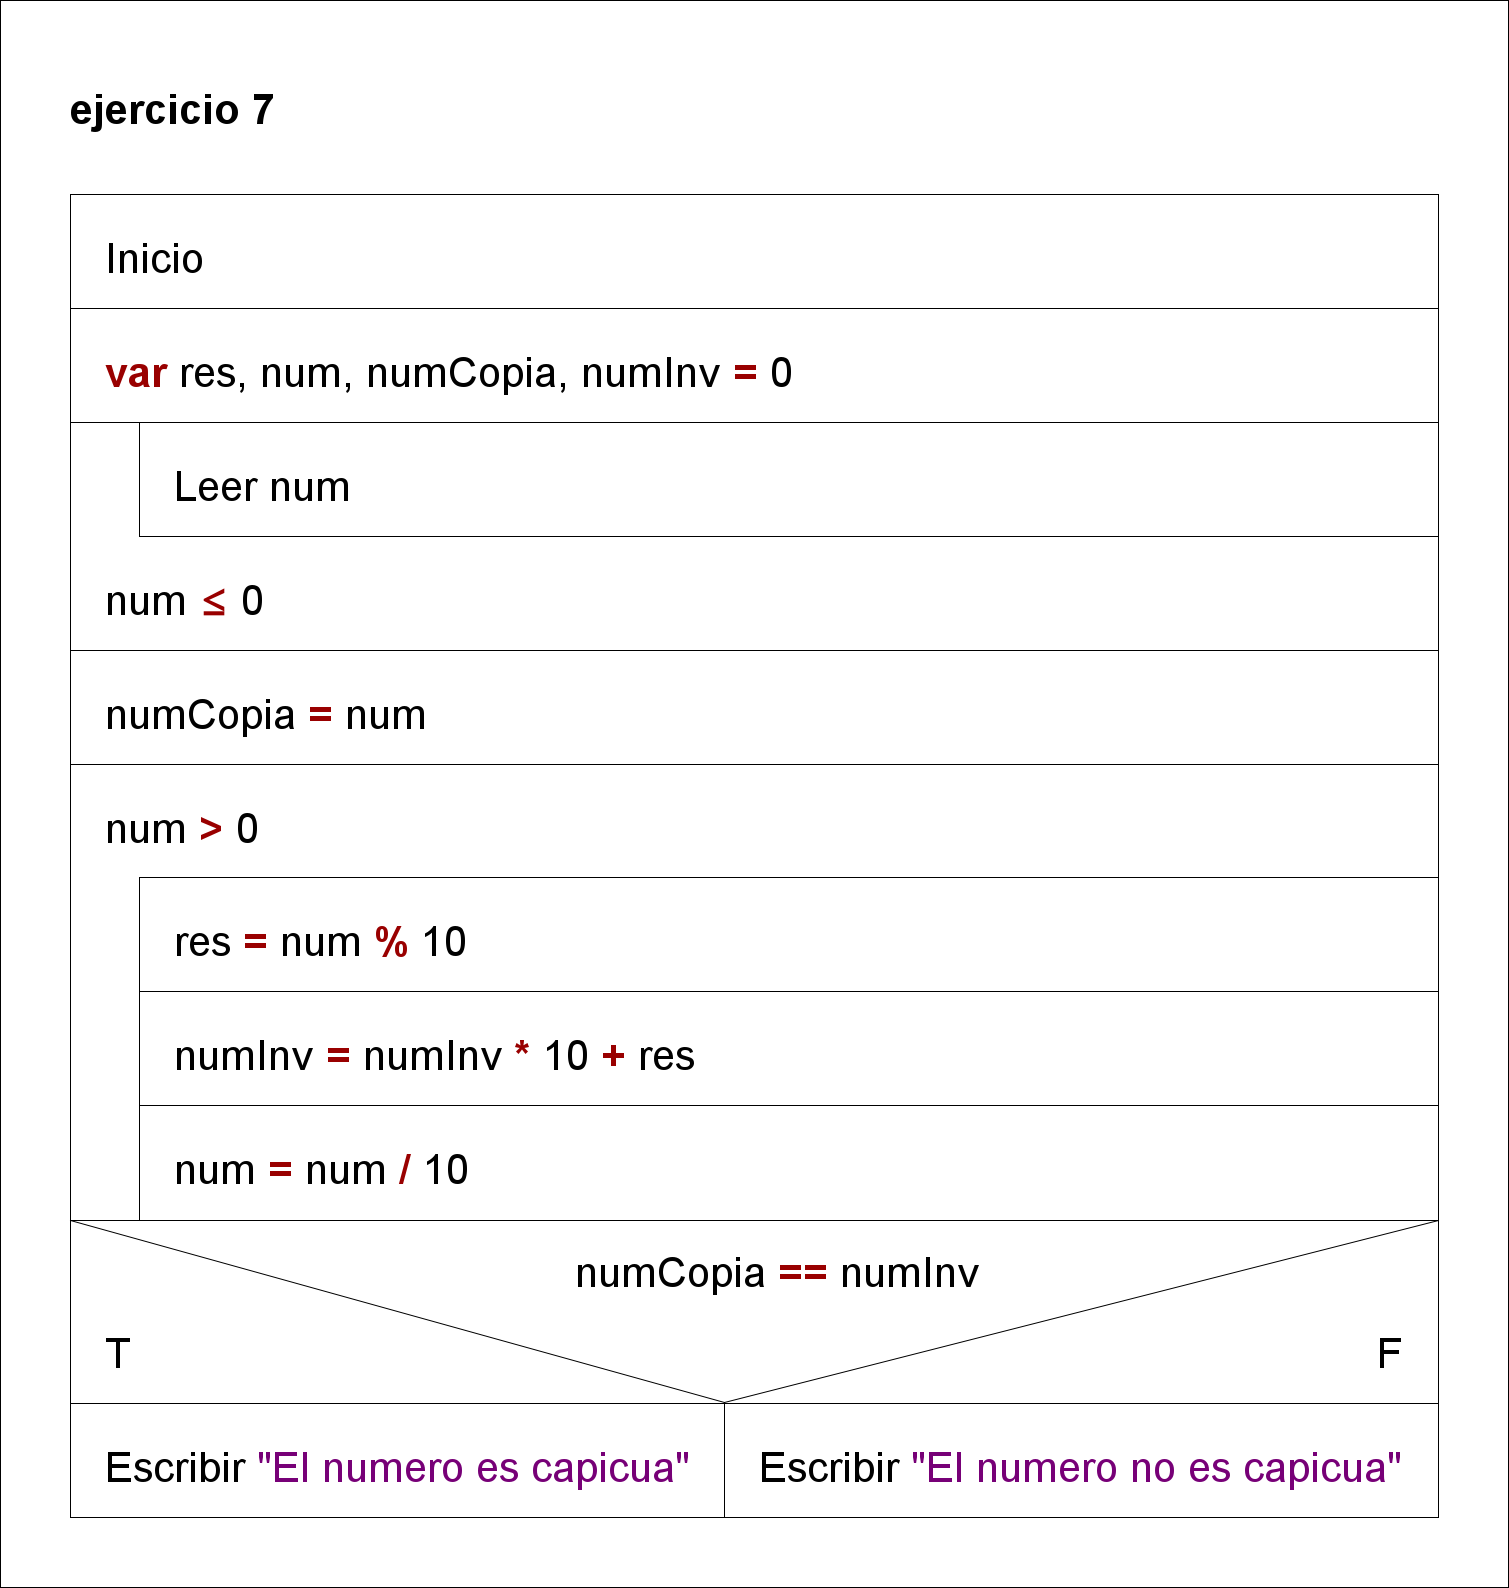 ejercicio 7
Inicio
var res, num, numCopia, numInv = 0
Leer num
num ≤ 0
numCopia = num
num > 0
res = num % 10
numInv = numInv * 10 + res
num = num / 10
numCopia == numInv
T F
Escribir "El numero es capicua" Escribir "El numero no es capicua"